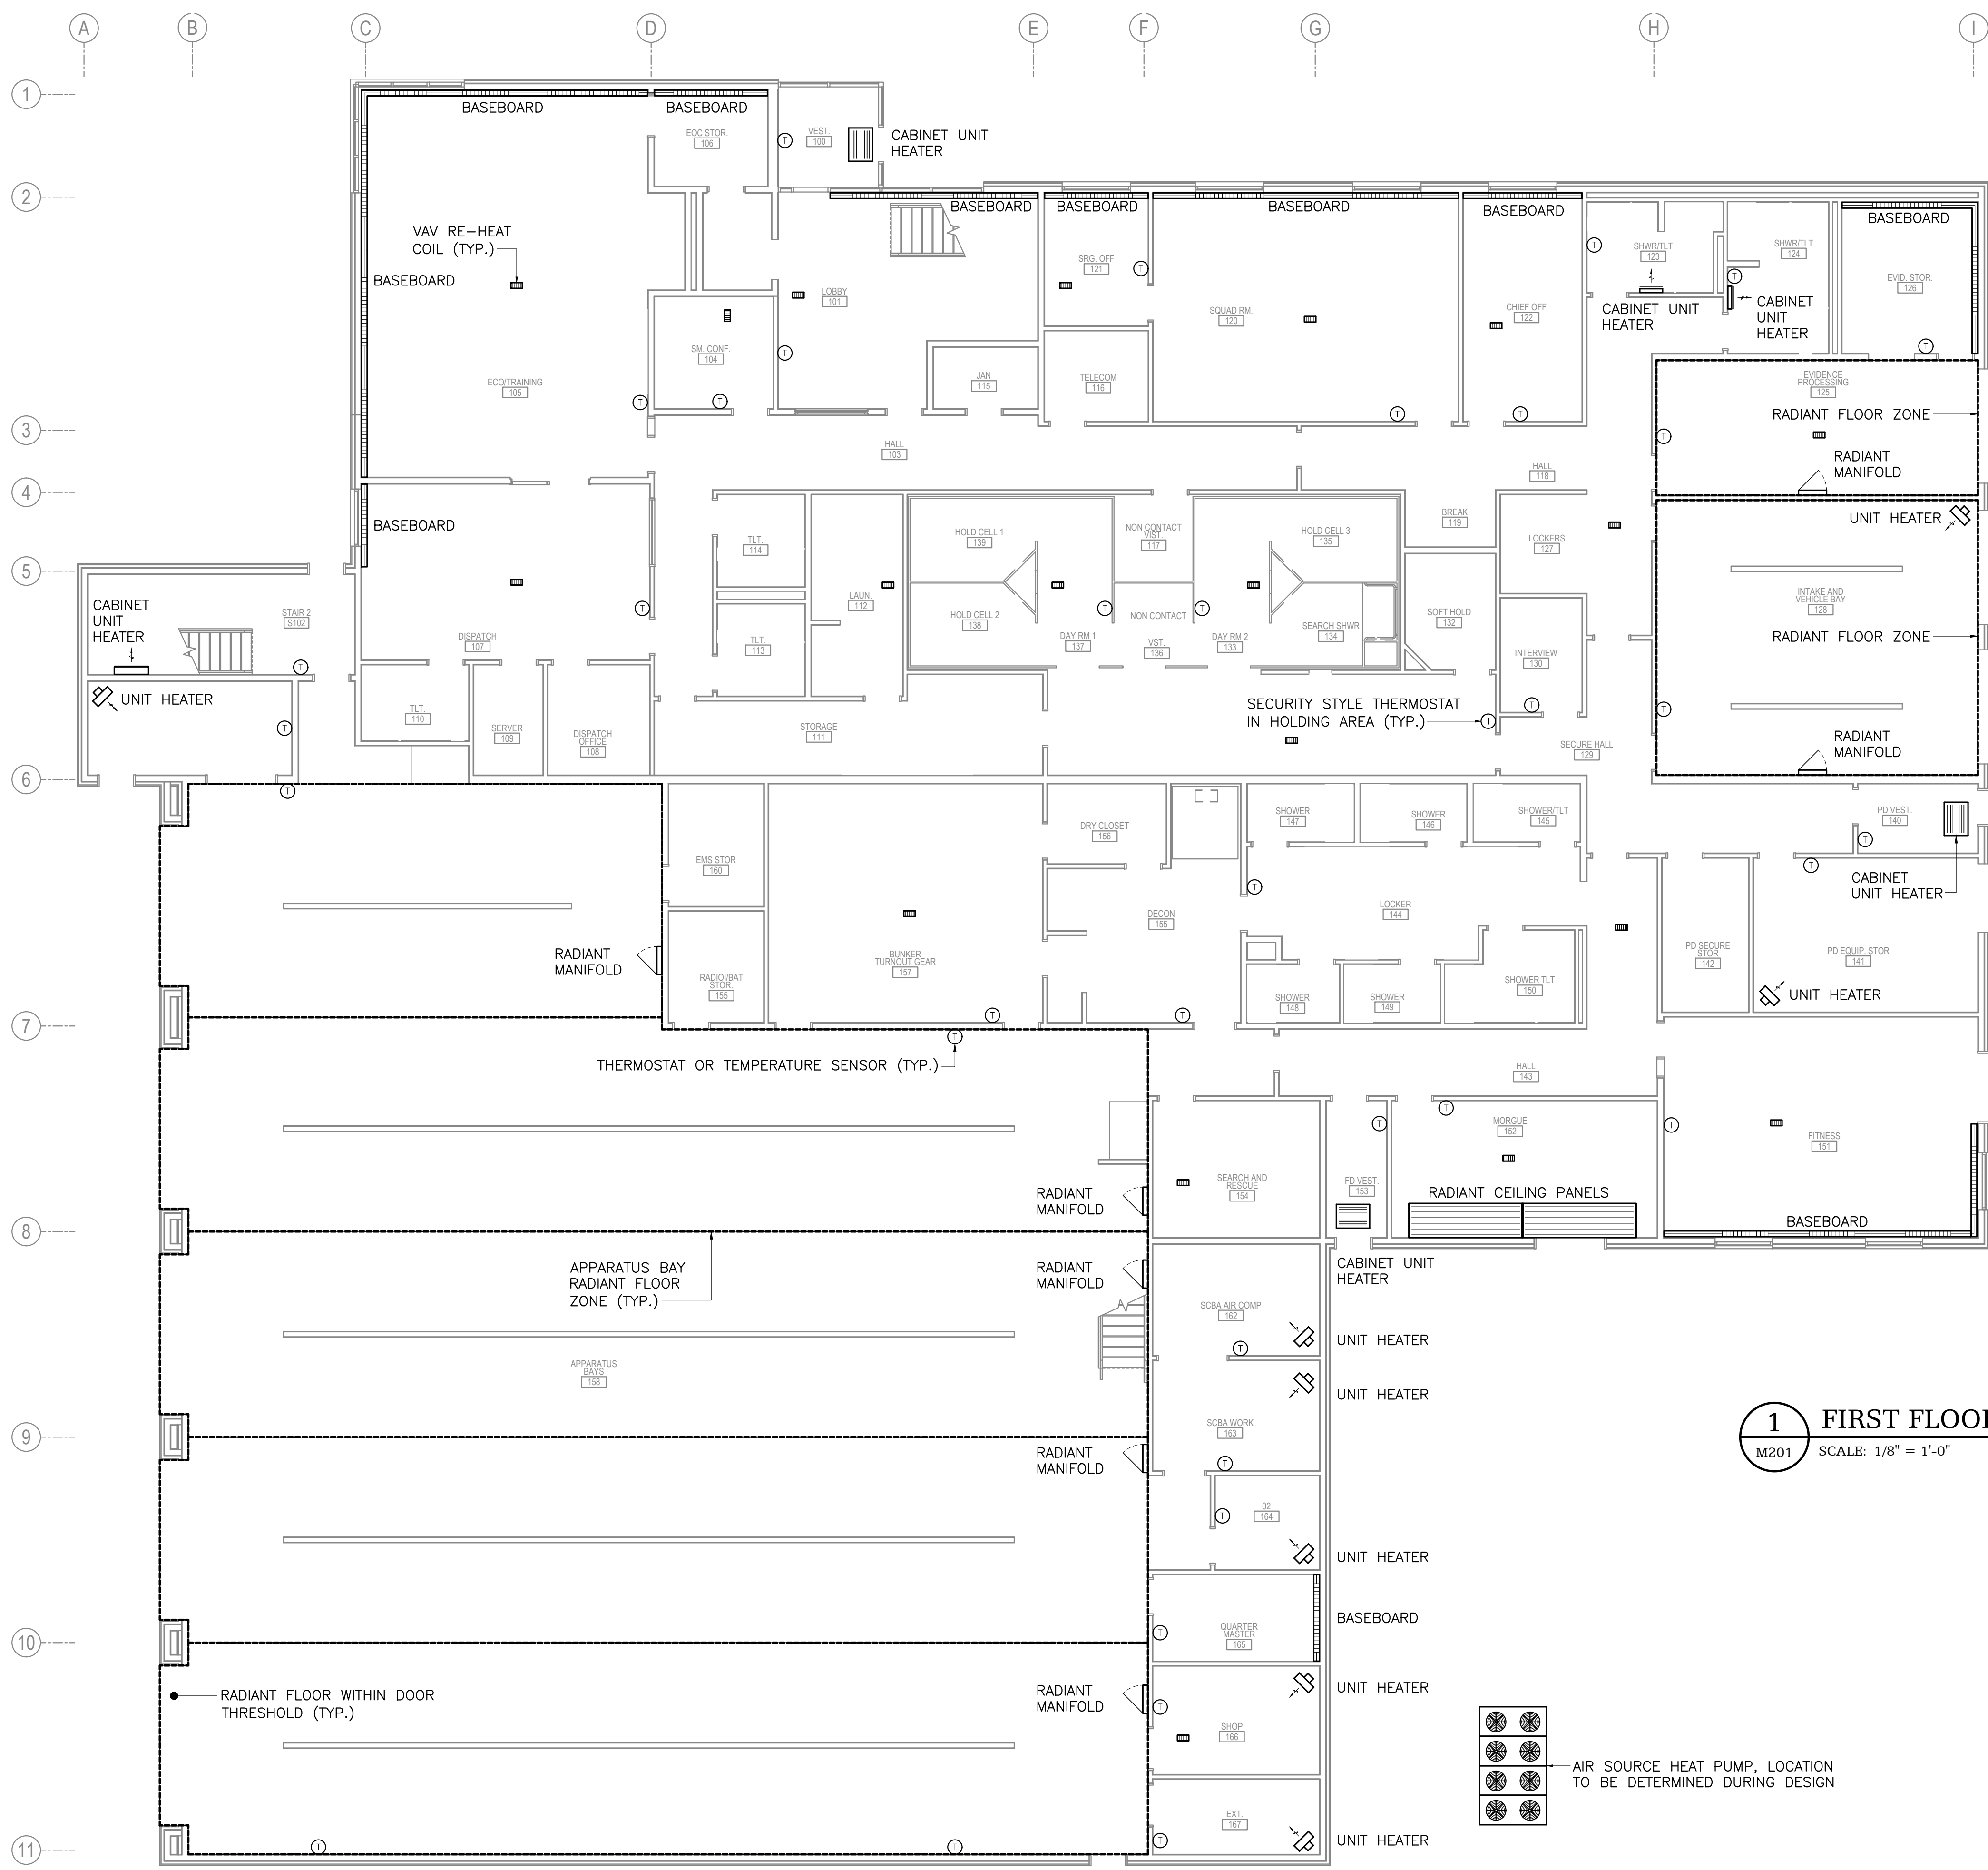 A
B
C
D
E
F
G
H
I
1
2
3
4
5
6
7
8
9
10
11
BASEBOARD
BASEBOARD
EOC STOR.
106
VEST.
100
T
CABINET UNIT
HEATER
VAV RE-HEAT
COIL (TYP.)
BASEBOARD
ECO/TRAINING
105
T
SM. CONF.
104
T
LOBBY
101
T
BASEBOARD
JAN
115
BASEBOARD
SRG. OFF
121
T
TELECOM
116
BASEBOARD
SQUAD RM.
120
T
BASEBOARD
CHIEF OFF
122
T
T
SHWR/TLT
123
CABINET UNIT
HEATER
SHWR/TLT
124
T
CABINET
UNIT
HEATER
BASEBOARD
EVID. STOR.
126
T
EVIDENCE
PROCESSING
125
RADIANT FLOOR ZONE
T
RADIANT
MANIFOLD
HALL
103
HALL
118
BASEBOARD
DISPATCH
107
T
TLT.
114
TLT.
113
LAUN.
112
HOLD CELL 1
139
HOLD CELL 2
138
DAY RM 1
137
T
NON CONTACT
VIST.
117
NON CONTACT
VST.
136
T
DAY RM 2
133
HOLD CELL 3
135
SEARCH SHWR
134
BREAK
119
SOFT HOLD
132
LOCKERS
127
INTERVIEW
130
T
UNIT HEATER
INTAKE AND
VEHICLE BAY
128
RADIANT FLOOR ZONE
T
RADIANT
MANIFOLD
CABINET
UNIT
HEATER
STAIR 2
S102
T
UNIT HEATER
T
TLT.
110
SERVER
109
DISPATCH
OFFICE
108
STORAGE
111
SECURITY STYLE THERMOSTAT
IN HOLDING AREA (TYP.)
T
SECURE HALL
129
T
EMS STOR
160
RADIO/BAT
STOR.
155
RADIANT
MANIFOLD
BUNKER
TURNOUT GEAR
157
T
DRY CLOSET
156
DECON
155
T
SHOWER
147
SHOWER
146
SHOWER/TLT
145
T
LOCKER
144
SHOWER
148
SHOWER
149
SHOWER TLT
150
PD VEST.
140
T
T
CABINET
UNIT HEATER
PD SECURE
STOR
142
PD EQUIP. STOR
141
UNIT HEATER
THERMOSTAT OR TEMPERATURE SENSOR (TYP.)
T
HALL
143
SEARCH AND
RESCUE
154
T
FD VEST.
153
T
MORGUE
152
RADIANT CEILING PANELS
T
FITNESS
151
BASEBOARD
RADIANT
MANIFOLD
APPARATUS BAY
RADIANT FLOOR
ZONE (TYP.)
RADIANT
MANIFOLD
CABINET UNIT
HEATER
SCBA AIR COMP
162
T
UNIT HEATER
APPARATUS
BAYS
158
UNIT HEATER
SCBA WORK
163
T
RADIANT
MANIFOLD
02
164
T
UNIT HEATER
QUARTER
MASTER
165
T
BASEBOARD
RADIANT FLOOR WITHIN DOOR
THRESHOLD (TYP.)
RADIANT
MANIFOLD
T
SHOP
166
UNIT HEATER
EXT.
167
T
UNIT HEATER
T
T
1
M201
FIRST FLOOR
SCALE: 1/8" = 1'-0"
AIR SOURCE HEAT PUMP, LOCATION
TO BE DETERMINED DURING DESIGN